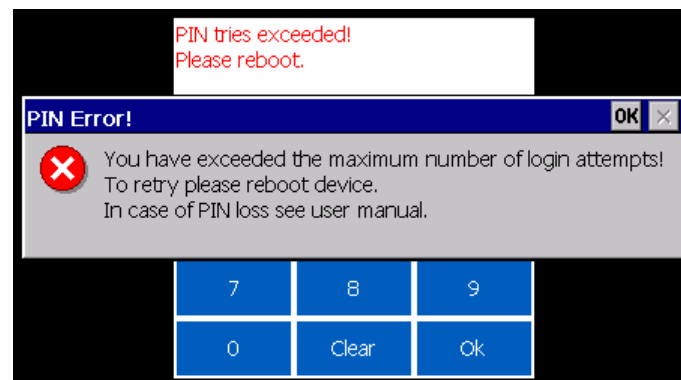 PIN tries exceeded!
Please reboot.
PIN Error!
OK
You have exceeded the maximum number of login attempts!
To retry please reboot device.
In case of PIN loss see user manual.
7 8 9
0 Clear Ok